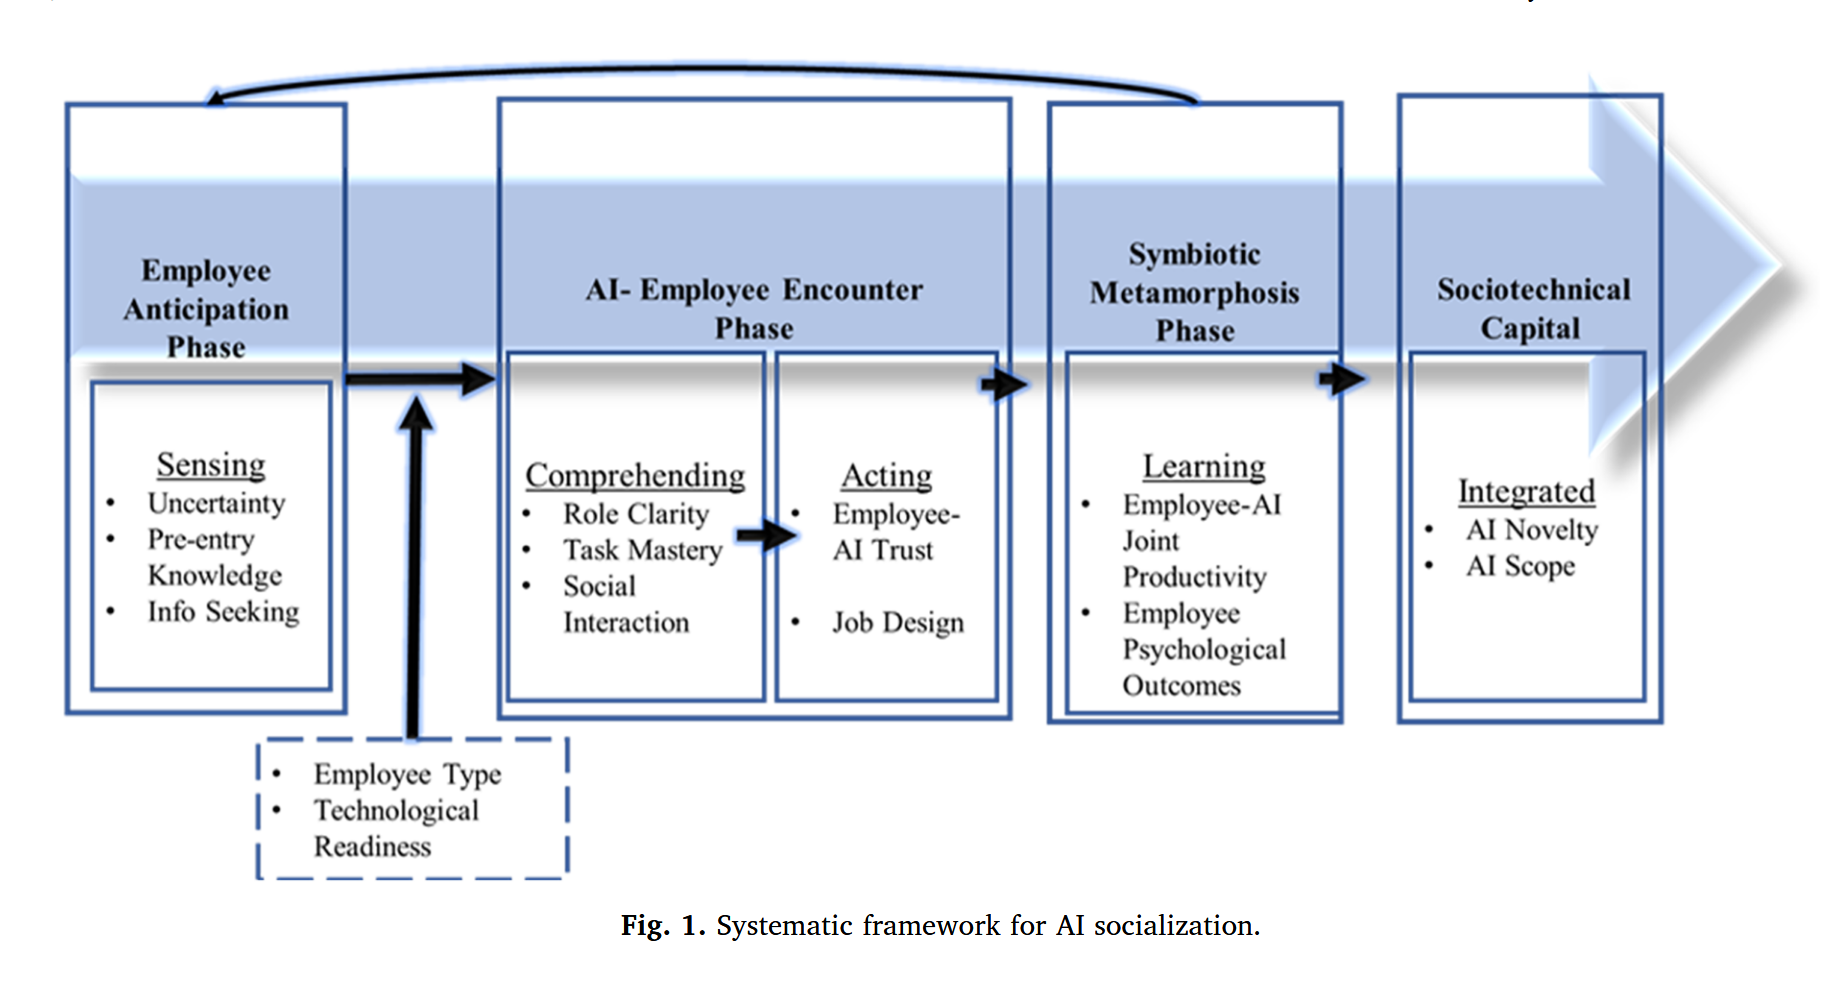 Employee
Anticipation
Phase
Sensing
• Uncertainty
• Pre-entry
Knowledge
• Info Seeking
AI- Employee Encounter
Phase
Comprehending
• Role Clarity
• Task Mastery
• Social
Interaction
Acting
• Employee-
AI Trust
• Job Design
Symbiotic
Metamorphosis
Phase
Learning
• Employee-AI
Joint
Productivity
• Employee
Psychological
Outcomes
Sociotechnical
Capital
Integrated
• AI Novelty
• AI Scope
• Employee Type
• Technological
Readiness
Fig. 1. Systematic framework for AI socialization.